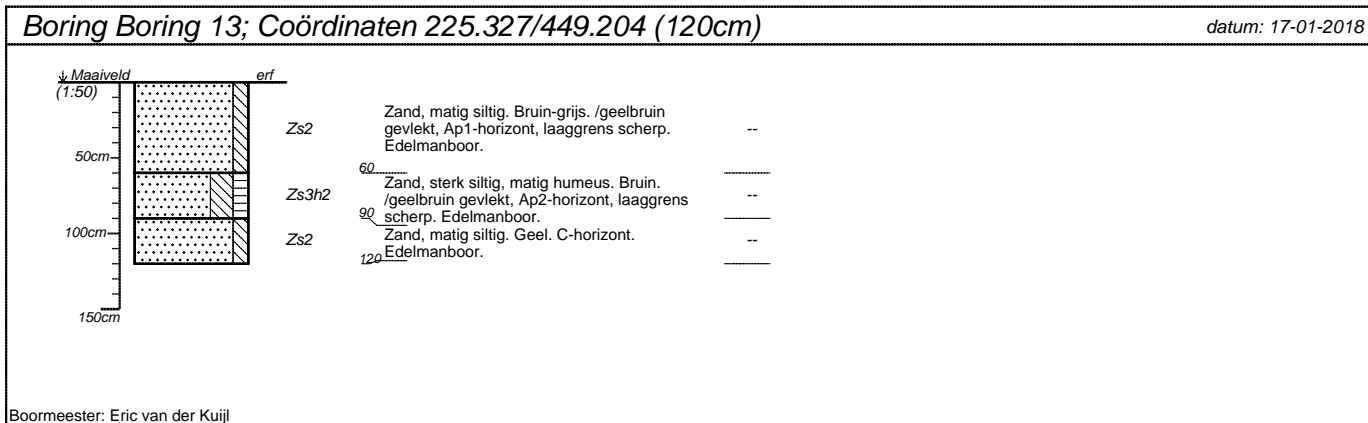 Boring Boring 13; Coördinaten 225.327/449.204 (120cm)
datum: 17-01-2018
Maaiveld
erf
(1:50)
Zand, matig siltig. Bruin-grijs. /geelbruin
Zs2
gevlekt, Ap1-horizont, laaggrens scherp.
--
Edelmanboor.
50cm
60
Zand, sterk siltig, matig humeus. Bruin.
Zs3h2
/geelbruin gevlekt, Ap2-horizont, laaggrens
--
90
scherp. Edelmanboor.
100cm
Zs2
Zand, matig siltig. Geel. C-horizont.
--
Edelmanboor.
120
150cm
Boormeester: Eric van der Kuijl